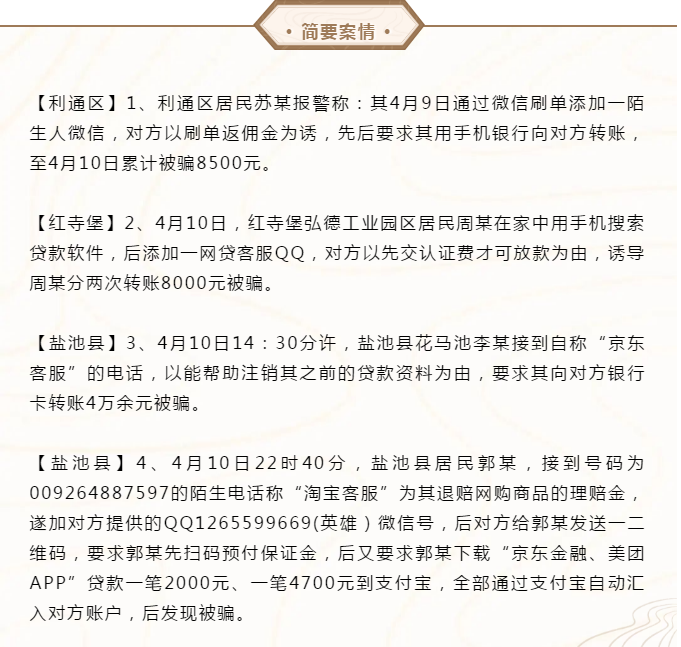 • 简要案情 •
【利通区】1、利通区居民苏某报警称：其4月9日通过微信刷单添加一陌
生人微信，对方以刷单返佣金为诱，先后要求其用手机银行向对方转账，
至4月10日累计被骗8500元。
【红寺堡】2、4月10日，红寺堡弘德工业园区居民周某在家中用手机搜索
贷款软件，后添加一网贷客服QQ，对方以先交认证费才可放款为由，诱导
周某分两次转账8000元被骗。
【盐池县】3、4月10日14：30分许，盐池县花马池李某接到自称“京东
客服”的电话，以能帮助注销其之前的贷款资料为由，要求其向对方银行
卡转账4万余元被骗。
【盐池县】4、4月10日22时40分，盐池县居民郭某，接到号码为
009264887597的陌生电话称“淘宝客服”为其退赔网购商品的理赔金，
遂加对方提供的QQ1265599669(英雄）微信号，后对方给郭某发送一二
维码，要求郭某先扫码预付保证金，后又要求郭某下载“京东金融、美团
APP”贷款一笔2000元、一笔4700元到支付宝，全部通过支付宝自动汇
入对方账户，后发现被骗。